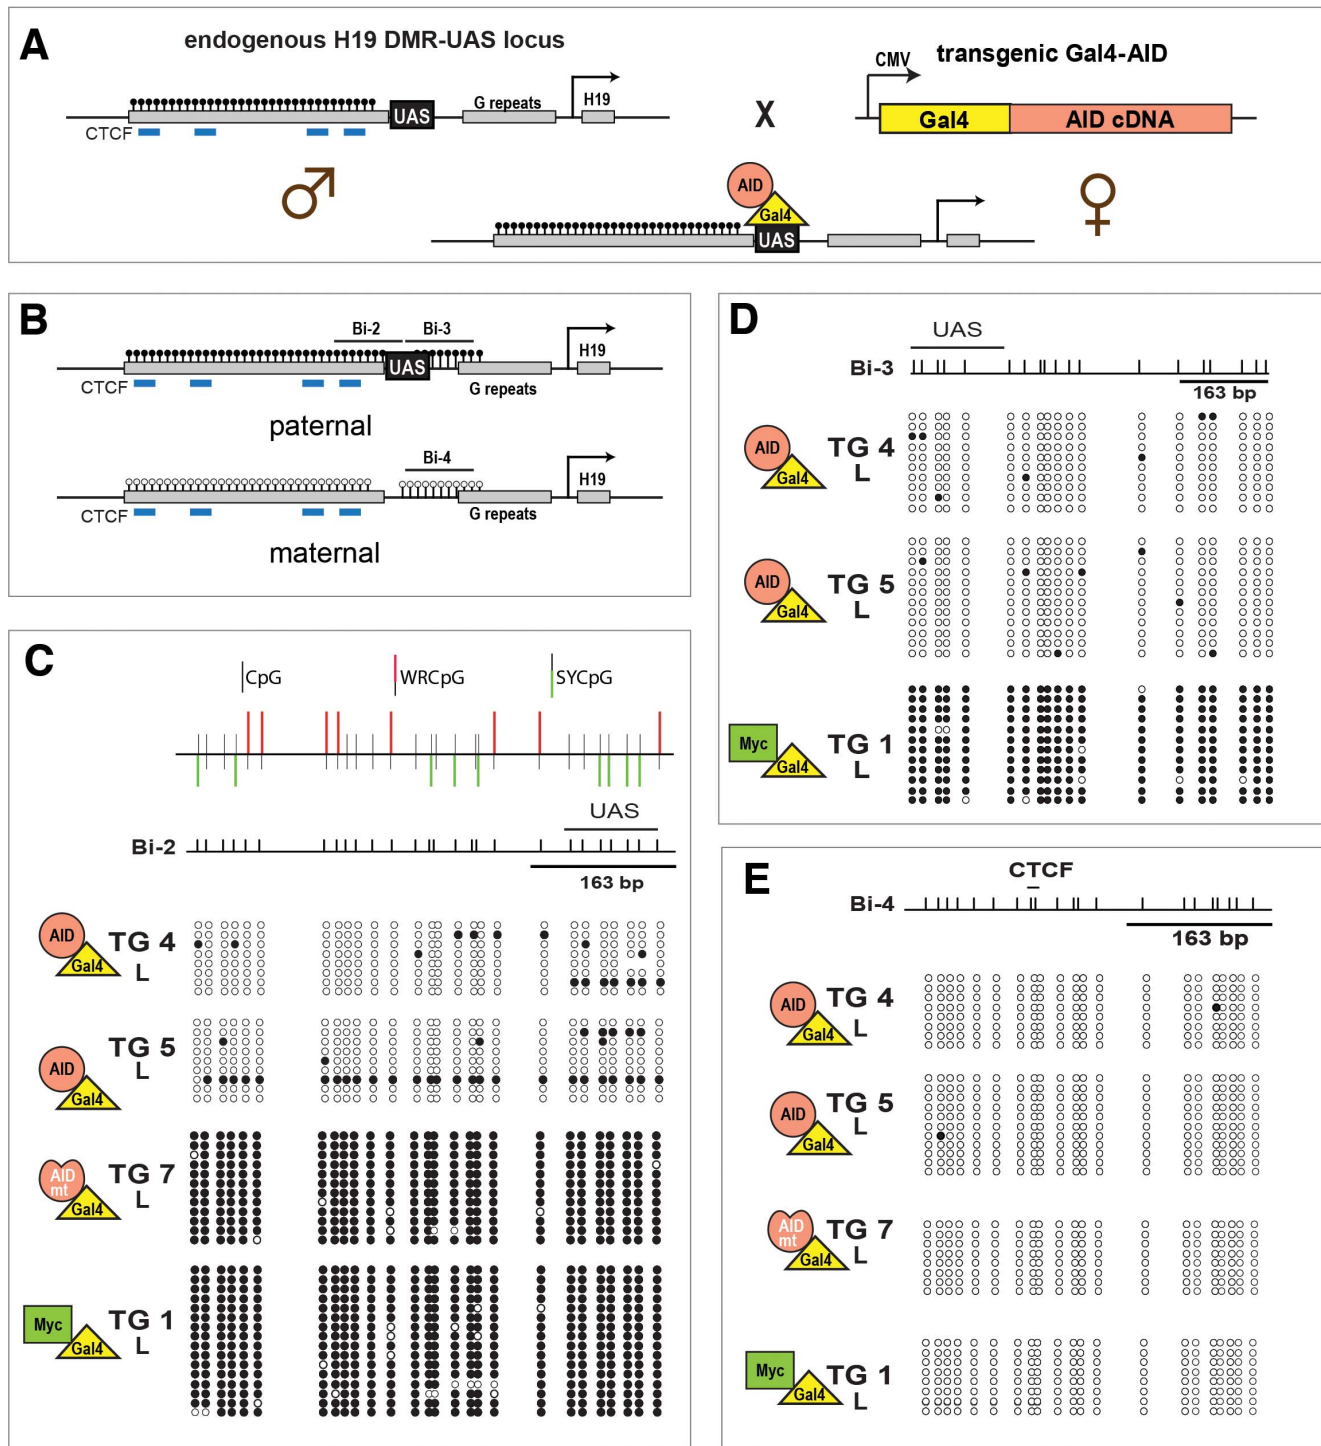 A
endogenous H19 DMR-UAS locus
transgenic Gal4-AID
CTCF
UAS
G repeats
H19
X
CMV
Gal4
AID cDNA
AID
Gal4
UAS
B
Bi-2
Bi-3
UAS
H19
CTCF
G repeats
paternal
Bi-4
H19
CTCF
G repeats
maternal
C
CpG
WRCpG
SYCpG
UAS
Bi-2
163 bp
AID
Gal4
TG 4
L
AID
Gal4
TG 5
L
AID
mt
Gal4
TG 7
L
Myc
Gal4
TG 1
L
D
UAS
Bi-3
163 bp
AID
Gal4
TG 4
L
AID
Gal4
TG 5
L
Myc
Gal4
TG 1
L
E
CTCF
Bi-4
163 bp
AID
Gal4
TG 4
L
AID
Gal4
TG 5
L
AID
mt
Gal4
TG 7
L
Myc
Gal4
TG 1
L